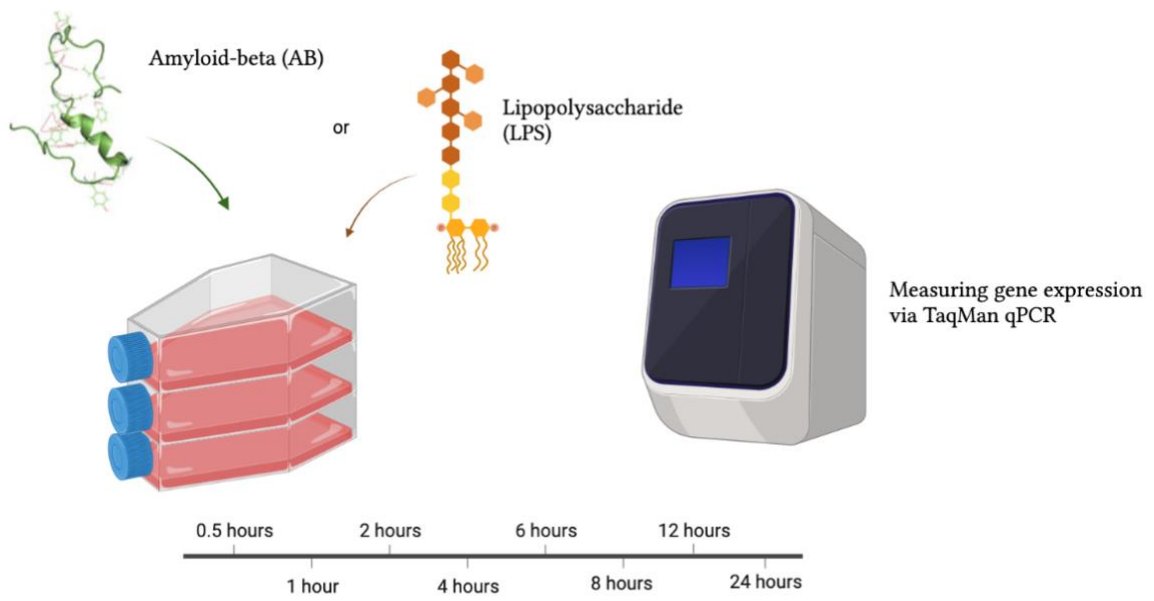 Amyloid-beta (AB)
or
Lipopolysaccharide
(LPS)
Measuring gene expression
via TaqMan qPCR
0.5 hours
2 hours
6 hours
12 hours
1 hour
4 hours
8 hours
24 hours